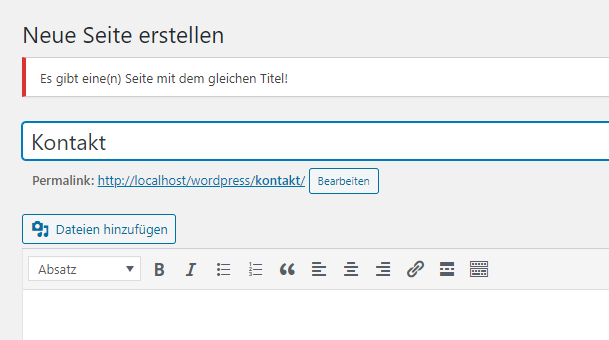 Neue Seite erstellen
Es gibt eine(n) Seite mit dem gleichen Titel!
Kontakt
Permalink: http://localhost/wordpress/kontakt/ Bearbeiten
Dateien hinzufügen
Absatz B I